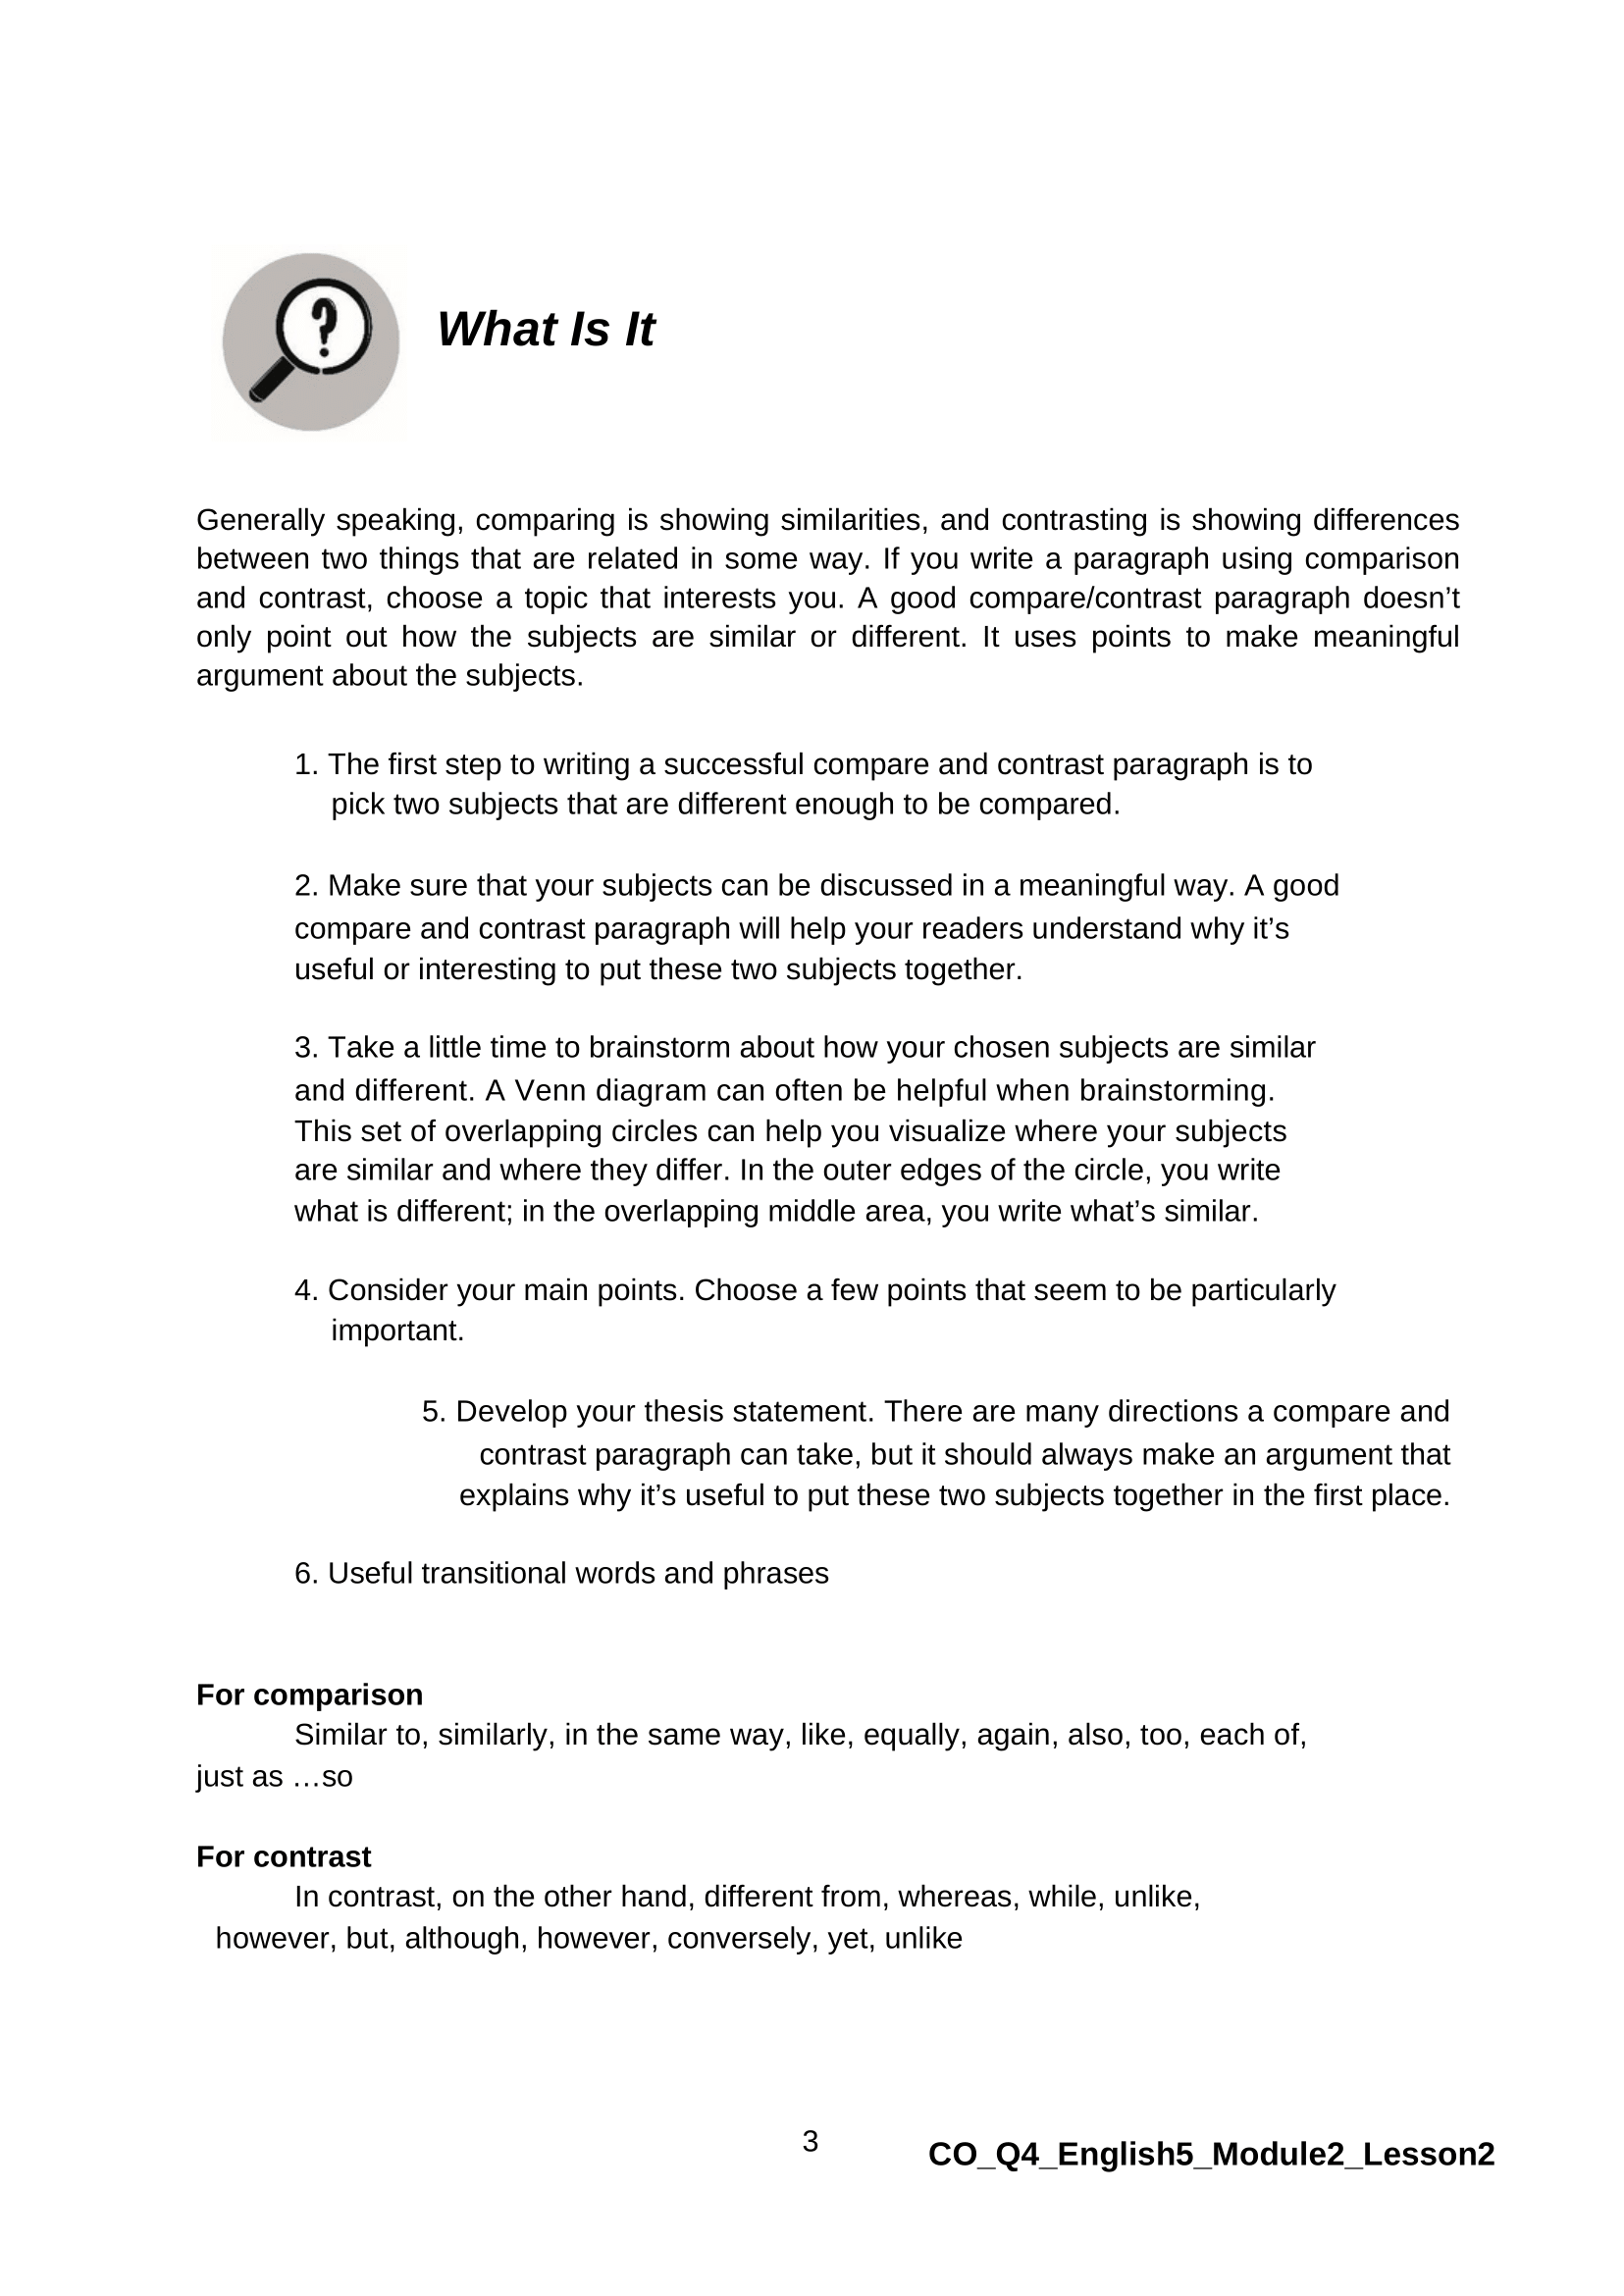 What Is It
Generally speaking, comparing is showing similarities, and contrasting is showing differences
between two things that are related in some way. If you write a paragraph using comparison
and contrast, choose a topic that interests you. A good compare/contrast paragraph doesn’t
only point out how the subjects are similar or different. It uses points to make meaningful
argument about the subjects.
1. The first step to writing a successful compare and contrast paragraph is to
pick two subjects that are different enough to be compared.
2. Make sure that your subjects can be discussed in a meaningful way. A good
compare and contrast paragraph will help your readers understand why it’s
useful or interesting to put these two subjects together.
3. Take a little time to brainstorm about how your chosen subjects are similar
and different. A Venn diagram can often be helpful when brainstorming.
This set of overlapping circles can help you visualize where your subjects
are similar and where they differ. In the outer edges of the circle, you write
what is different; in the overlapping middle area, you write what’s similar.
4. Consider your main points. Choose a few points that seem to be particularly
important.
5. Develop your thesis statement. There are many directions a compare and
contrast paragraph can take, but it should always make an argument that
explains why it’s useful to put these two subjects together in the first place.
6. Useful transitional words and phrases
For comparison
Similar to, similarly, in the same way, like, equally, again, also, too, each of,
just as …so
For contrast
In contrast, on the other hand, different from, whereas, while, unlike,
however, but, although, however, conversely, yet, unlike
3
CO_Q4_English5_Module2_Lesson2